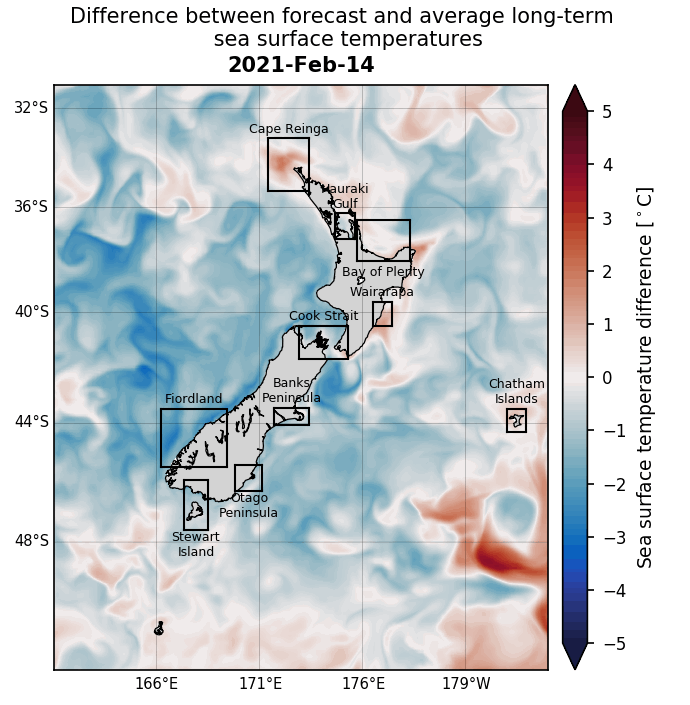 Difference between forecast and average long-term
sea surface temperatures
2021-Feb-14
32°S
36°S
40°S
44°S
48°S
166°E
171°E
176°E
179°W
Cape Reinga
Hauraki
Gulf
Bay of Plenty
Wairarapa
Cook Strait
Banks
Peninsula
Fiordland
Chatham
Islands
Otago
Peninsula
Stewart
Island
5
4
3
2
1
0
−1
−2
−3
−4
−5
Sea surface temperature difference [°C]